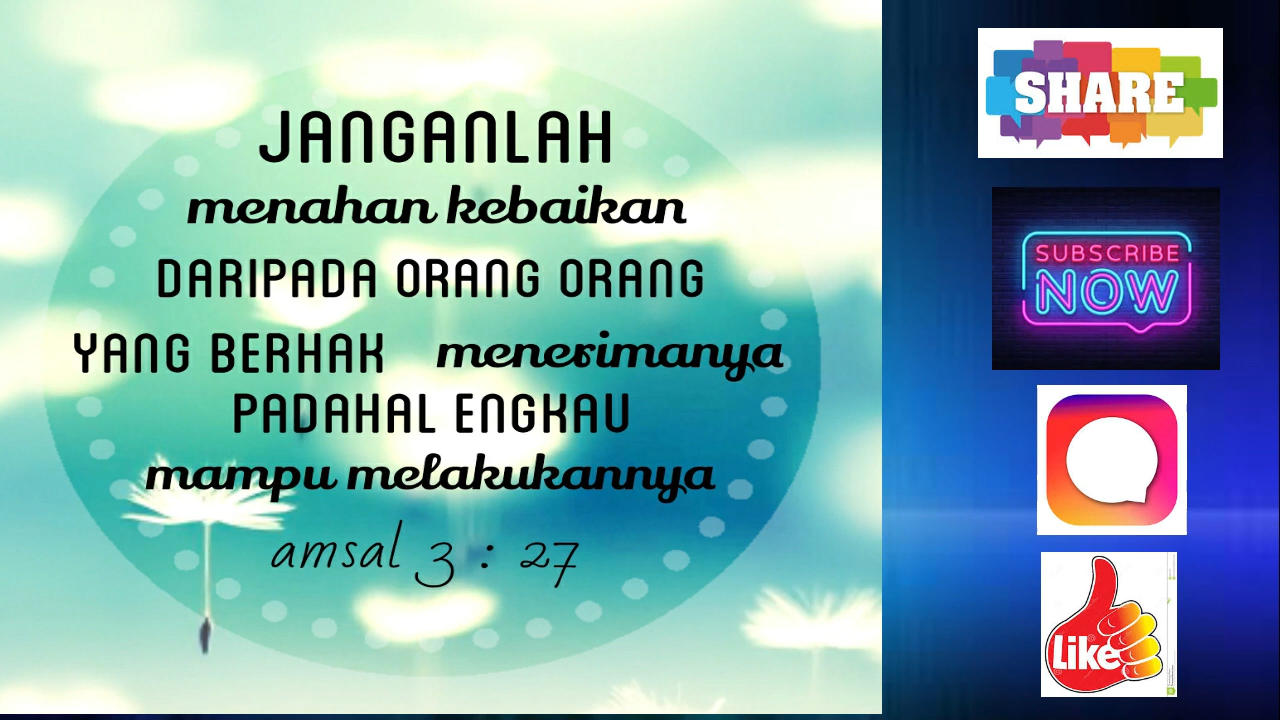 JANGANLAH
menahan kebaikan
DARIPADA ORANG ORANG
YANG BERHAK menerimanya
PADAHAL ENGKAU
mampu melakukannya
amsal 3 : 27
SHARE
SUBSCRIBE
NOW
Like